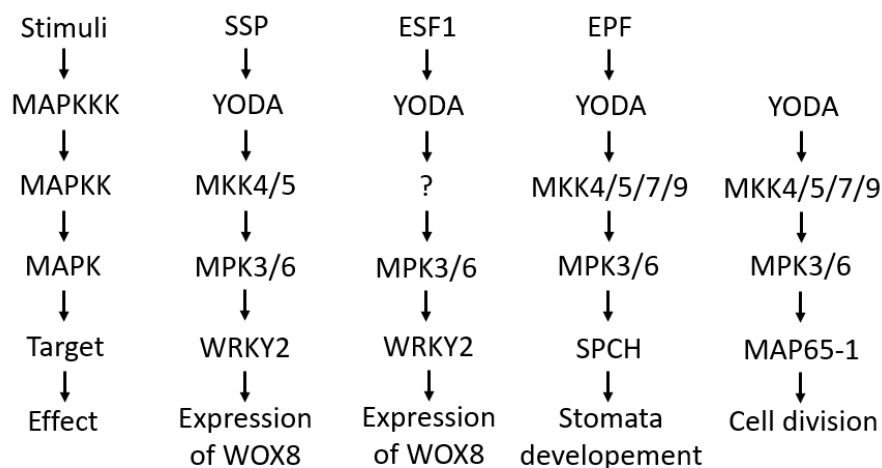 Stimuli SSP ESF1 EPF
MAPKKK YODA YODA YODA YODA
MAPKK MKK4/5 ? MKK4/5/7/9 MKK4/5/7/9
MAPK MPK3/6 MPK3/6 MPK3/6 MPK3/6
Target WRKY2 WRKY2 SPCH MAP65-1
Effect Expression Expression Stomata Cell division
of WOX8 of WOX8 developement